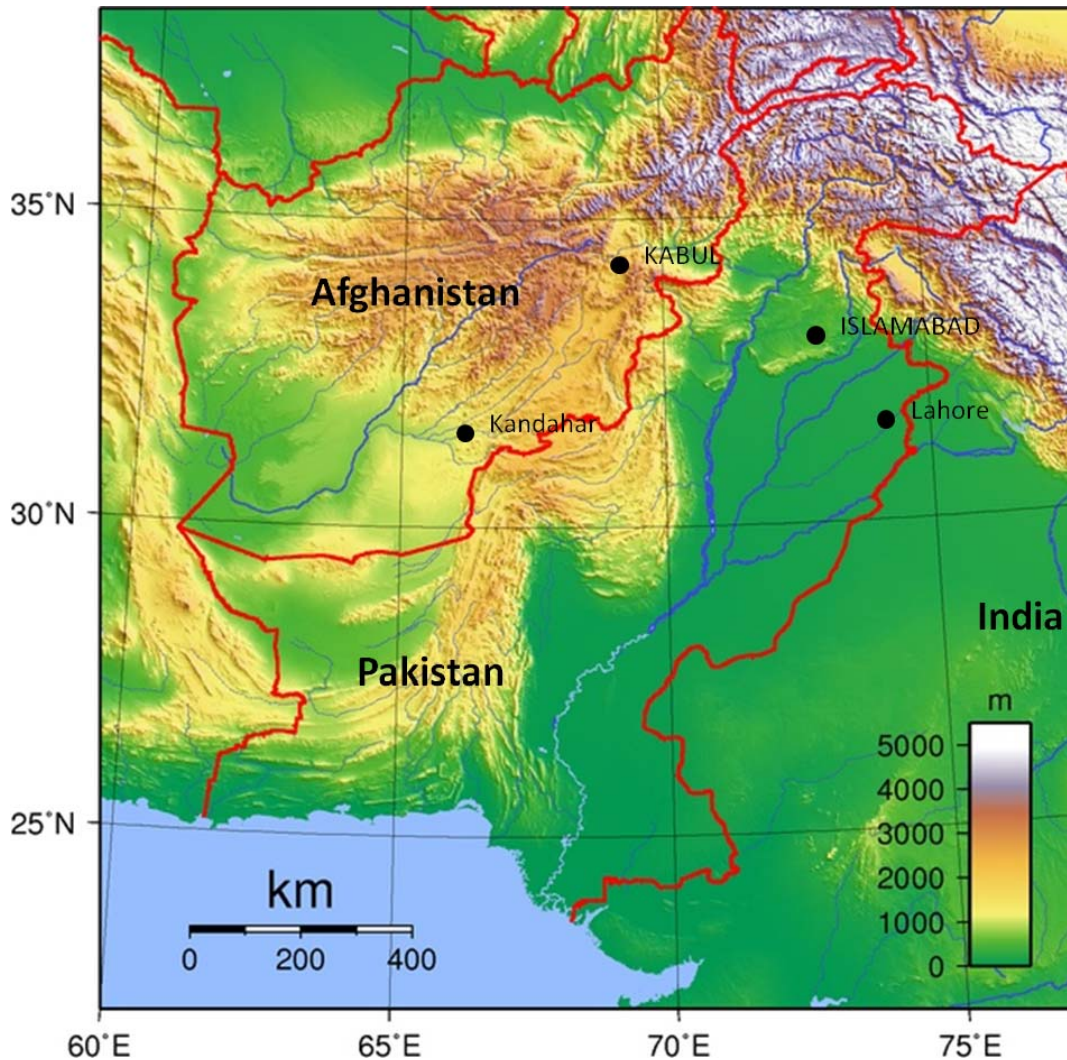 35°N
KABUL
Afghanistan
ISLAMABAD
Lahore
Kandahar
30°N
India
Pakistan
m
5000
4000
3000
2000
1000
0
25°N
km
0 200 400
60°E 65°E 70°E 75°E